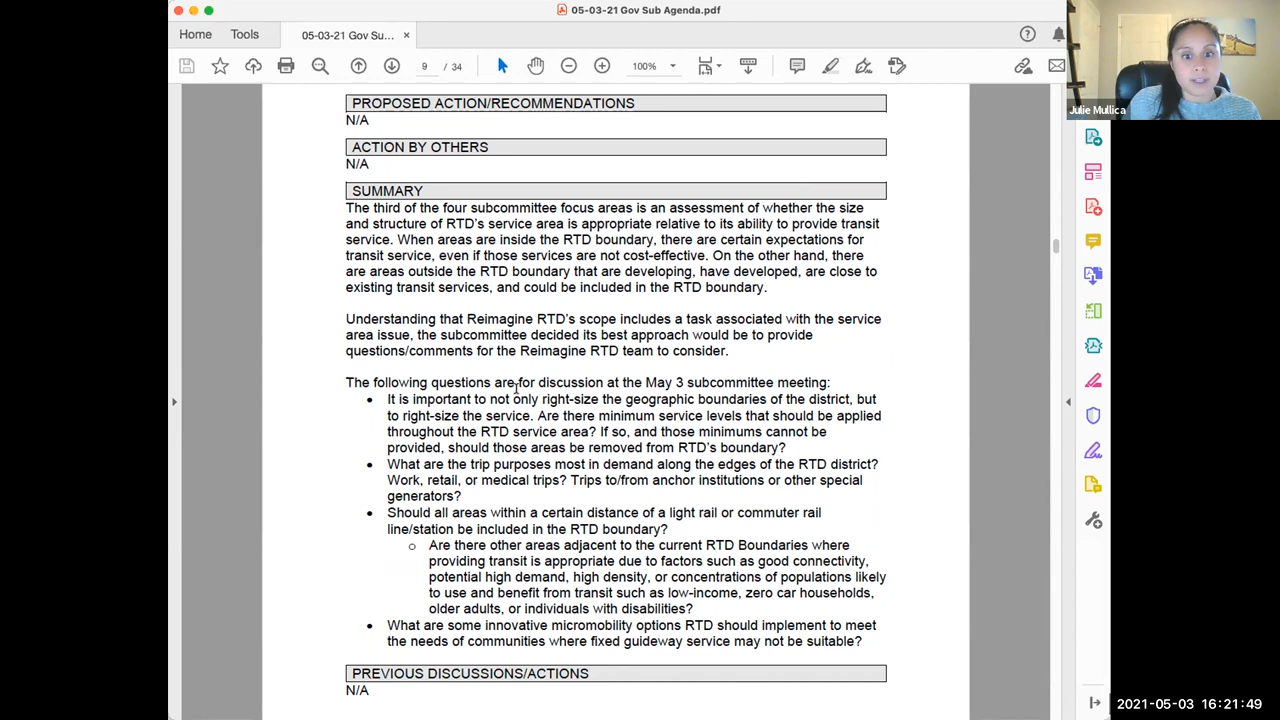 05-03-21 Gov Sub Agenda.pdf
Home
Tools
05-03-21 Gov Su...
×
9 / 34
100%
Julie Mullica
PROPOSED ACTION/RECOMMENDATIONS
N/A
ACTION BY OTHERS
N/A
SUMMARY
The third of the four subcommittee focus areas is an assessment of whether the size
and structure of RTD's service area is appropriate relative to its ability to provide transit
service. When areas are inside the RTD boundary, there are certain expectations for
transit service, even if those services are not cost-effective. On the other hand, there
are areas outside the RTD boundary that are developing, have developed, are close to
existing transit services, and could be included in the RTD boundary.
Understanding that Reimagine RTD's scope includes a task associated with the service
area issue, the subcommittee decided its best approach would be to provide
questions/comments for the Reimagine RTD team to consider.
The following questions are for discussion at the May 3 subcommittee meeting:
• It is important to not only right-size the geographic boundaries of the district, but
to right-size the service. Are there minimum service levels that should be applied
throughout the RTD service area? If so, and those minimums cannot be
provided, should those areas be removed from RTD's boundary?
• What are the trip purposes most in demand along the edges of the RTD district?
Work, retail, or medical trips? Trips to/from anchor institutions or other special
generators?
• Should all areas within a certain distance of a light rail or commuter rail
line/station be included in the RTD boundary?
o Are there other areas adjacent to the current RTD Boundaries where
providing transit is appropriate due to factors such as good connectivity,
potential high demand, high density, or concentrations of populations likely
to use and benefit from transit such as low-income, zero car households,
older adults, or individuals with disabilities?
• What are some innovative micromobility options RTD should implement to meet
the needs of communities where fixed guideway service may not be suitable?
PREVIOUS DISCUSSIONS/ACTIONS
N/A
2021-05-03 16:21:49